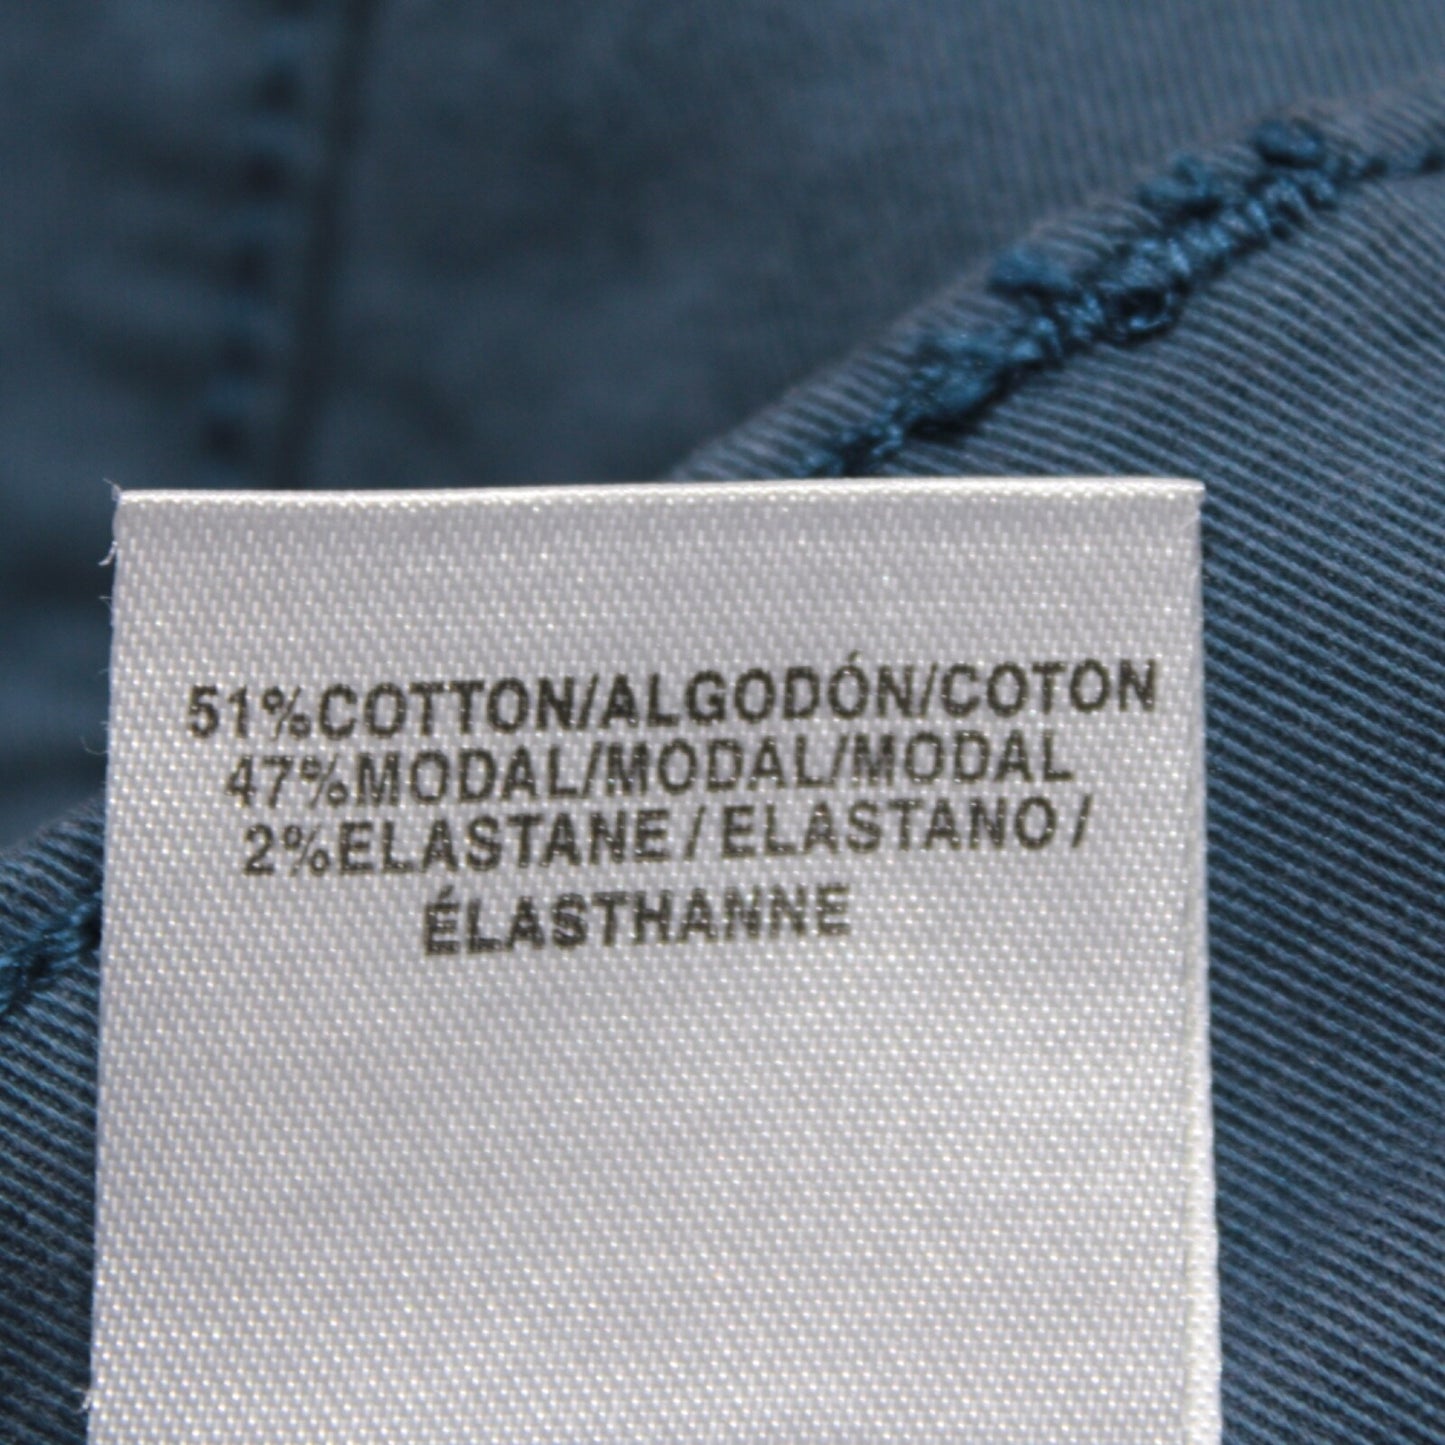 51%COTTON/ALGODÓN/COTON
47%MODAL/MODAL/MODAL
2%ELASTANE / ELASTANO /
ÉLASTHANNE